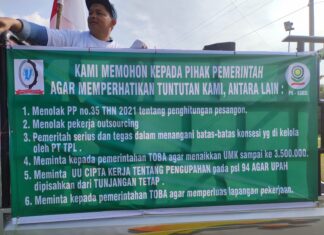 KAMI MEMOHON KEPADA PIHAK PEMERINTAH
AGAR MEMPERHATIKAN TUNTUTAN KAMI, ANTARA LAIN :
1. Menolak PP no.35 THN 2021 tentang penghitungan pesangon.
2. Menolak pekerja outsourcing
3. Pemeritah serius dan tegas dalam menangani batas-batas konsesi yg di kelola
oleh PT TPL .
4. Meminta kepada pemerintahan TOBA agar menaikkan UMK sampai ke 3.500.000.
5. Meminta UU CIPTA KERJA TENTANG PENGUPAHAN pada psl 94 AGAR UPAH
dipisahkan dari TUNJANGAN TETAP .
6. Meminta kepada pemerintahan TOBA agar memperluas lapangan pekerjaan.